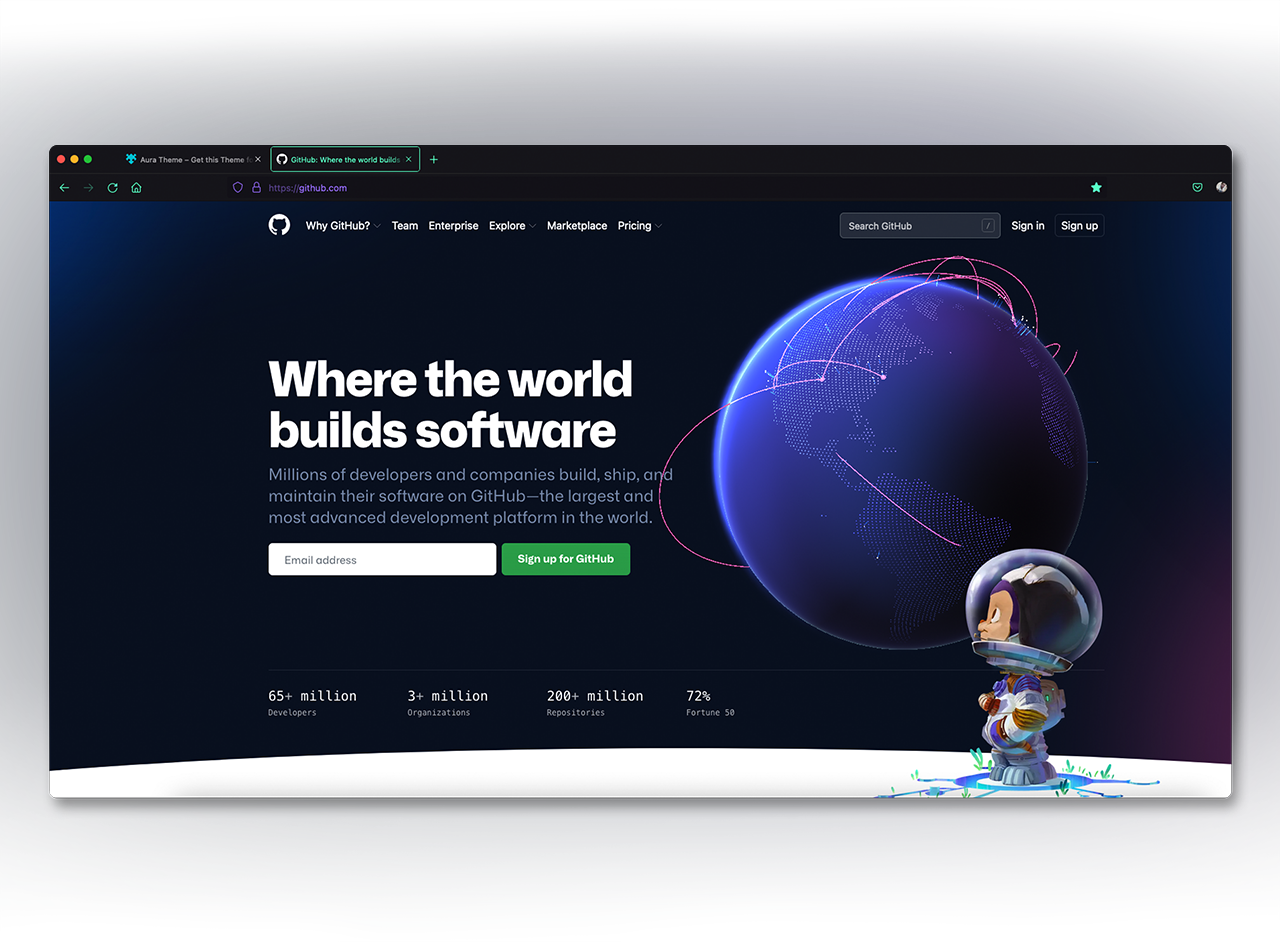 Aura Theme – Get this Theme fo
GitHub: Where the world builds
https://github.com
Why GitHub? Team Enterprise Explore Marketplace Pricing
Search GitHub /
Sign in
Sign up
Where the world
builds software
Millions of developers and companies build, ship, and
maintain their software on GitHub—the largest and
most advanced development platform in the world.
Email address
Sign up for GitHub
65+ million 3+ million 200+ million 72%
Developers Organizations Repositories Fortune 50